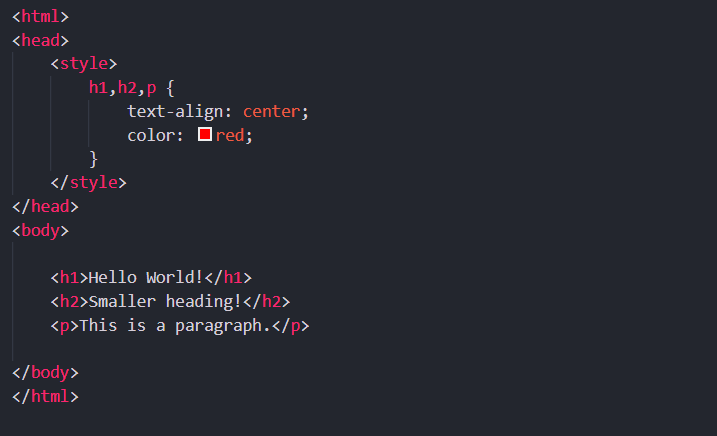 <html>
<head>
    <style>
        h1,h2,p {
            text-align: center;
            color: red;
        }
    </style>
</head>
<body>

    <h1>Hello World!</h1>
    <h2>Smaller heading!</h2>
    <p>This is a paragraph.</p>

</body>
</html>